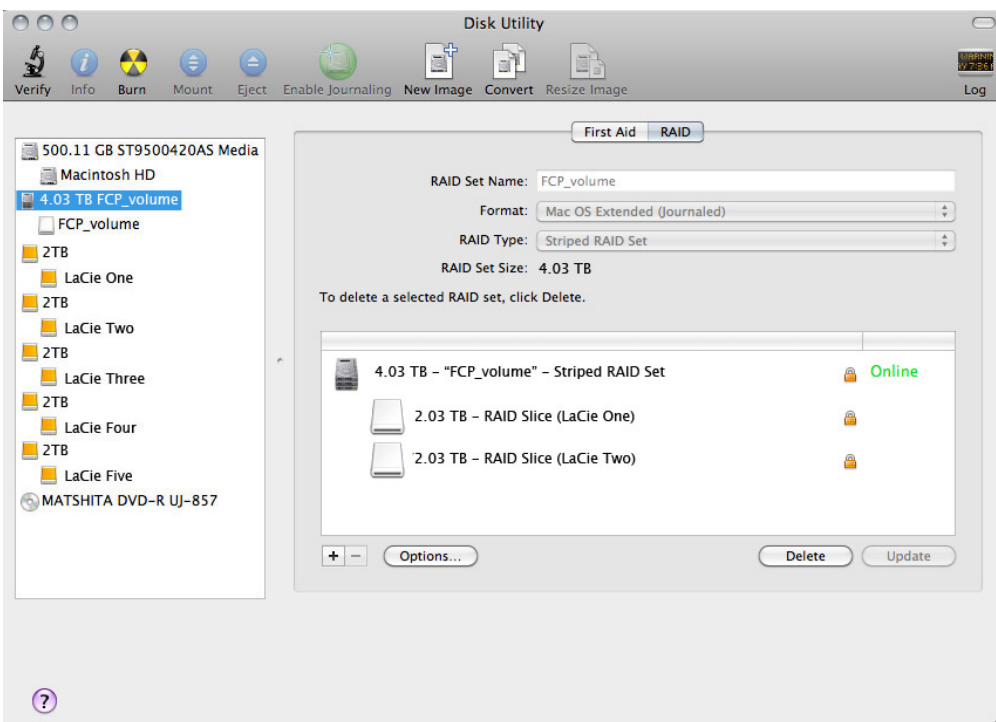 Disk Utility
Verify Info Burn Mount Eject Enable Journaling New Image Convert Resize Image Log
500.11 GB ST9500420AS Media
Macintosh HD
4.03 TB FCP_volume
FCP_volume
2TB
LaCie One
2TB
LaCie Two
2TB
LaCie Three
2TB
LaCie Four
2TB
LaCie Five
MATSHITA DVD-R UJ-857
First Aid RAID
RAID Set Name: FCP_volume
Format: Mac OS Extended (Journaled)
RAID Type: Striped RAID Set
RAID Set Size: 4.03 TB
To delete a selected RAID set, click Delete.
4.03 TB – "FCP_volume" – Striped RAID Set Online
2.03 TB – RAID Slice (LaCie One)
2.03 TB – RAID Slice (LaCie Two)
+ – Options... Delete Update
?